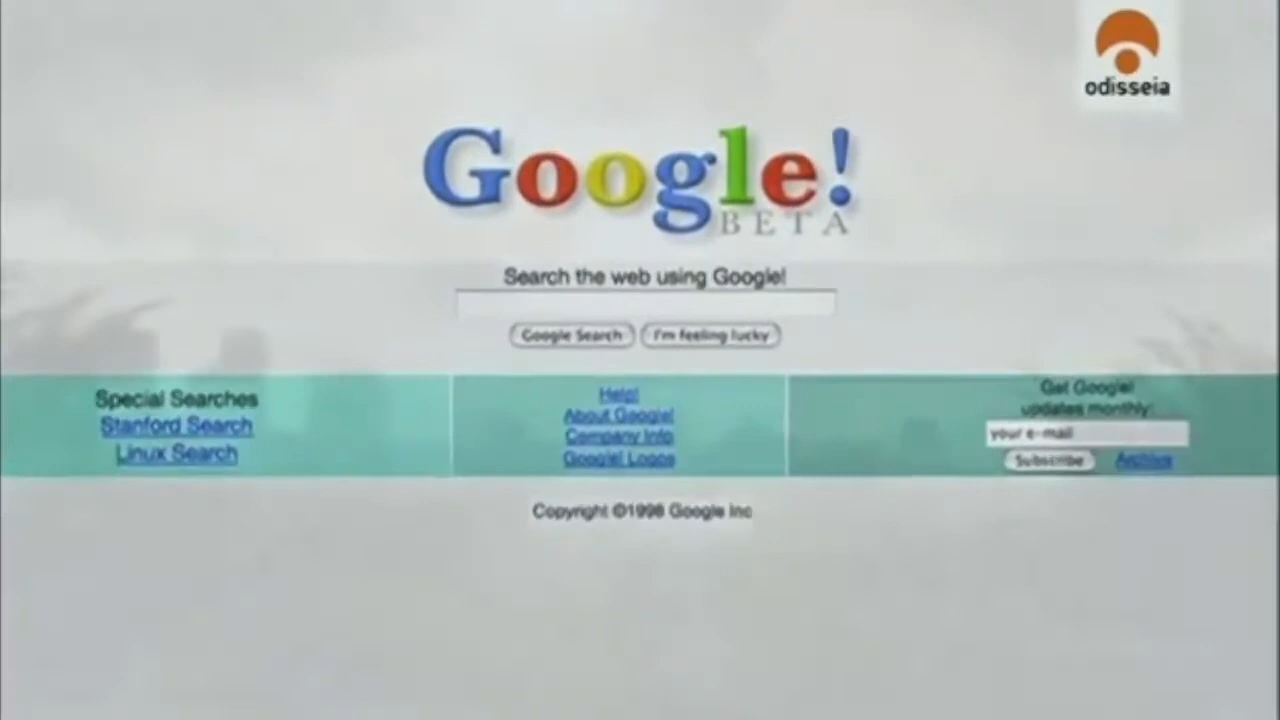 odisseia
Google!
BETA
Search the web using Google!
Google Search I'm feeling lucky
Special Searches
Stanford Search
Linux Search
Help!
About Google!
Company Info
Google! Logos
Get Google!
updates monthly:
your e-mail
Subscribe Archive
Copyright ©1998 Google Inc